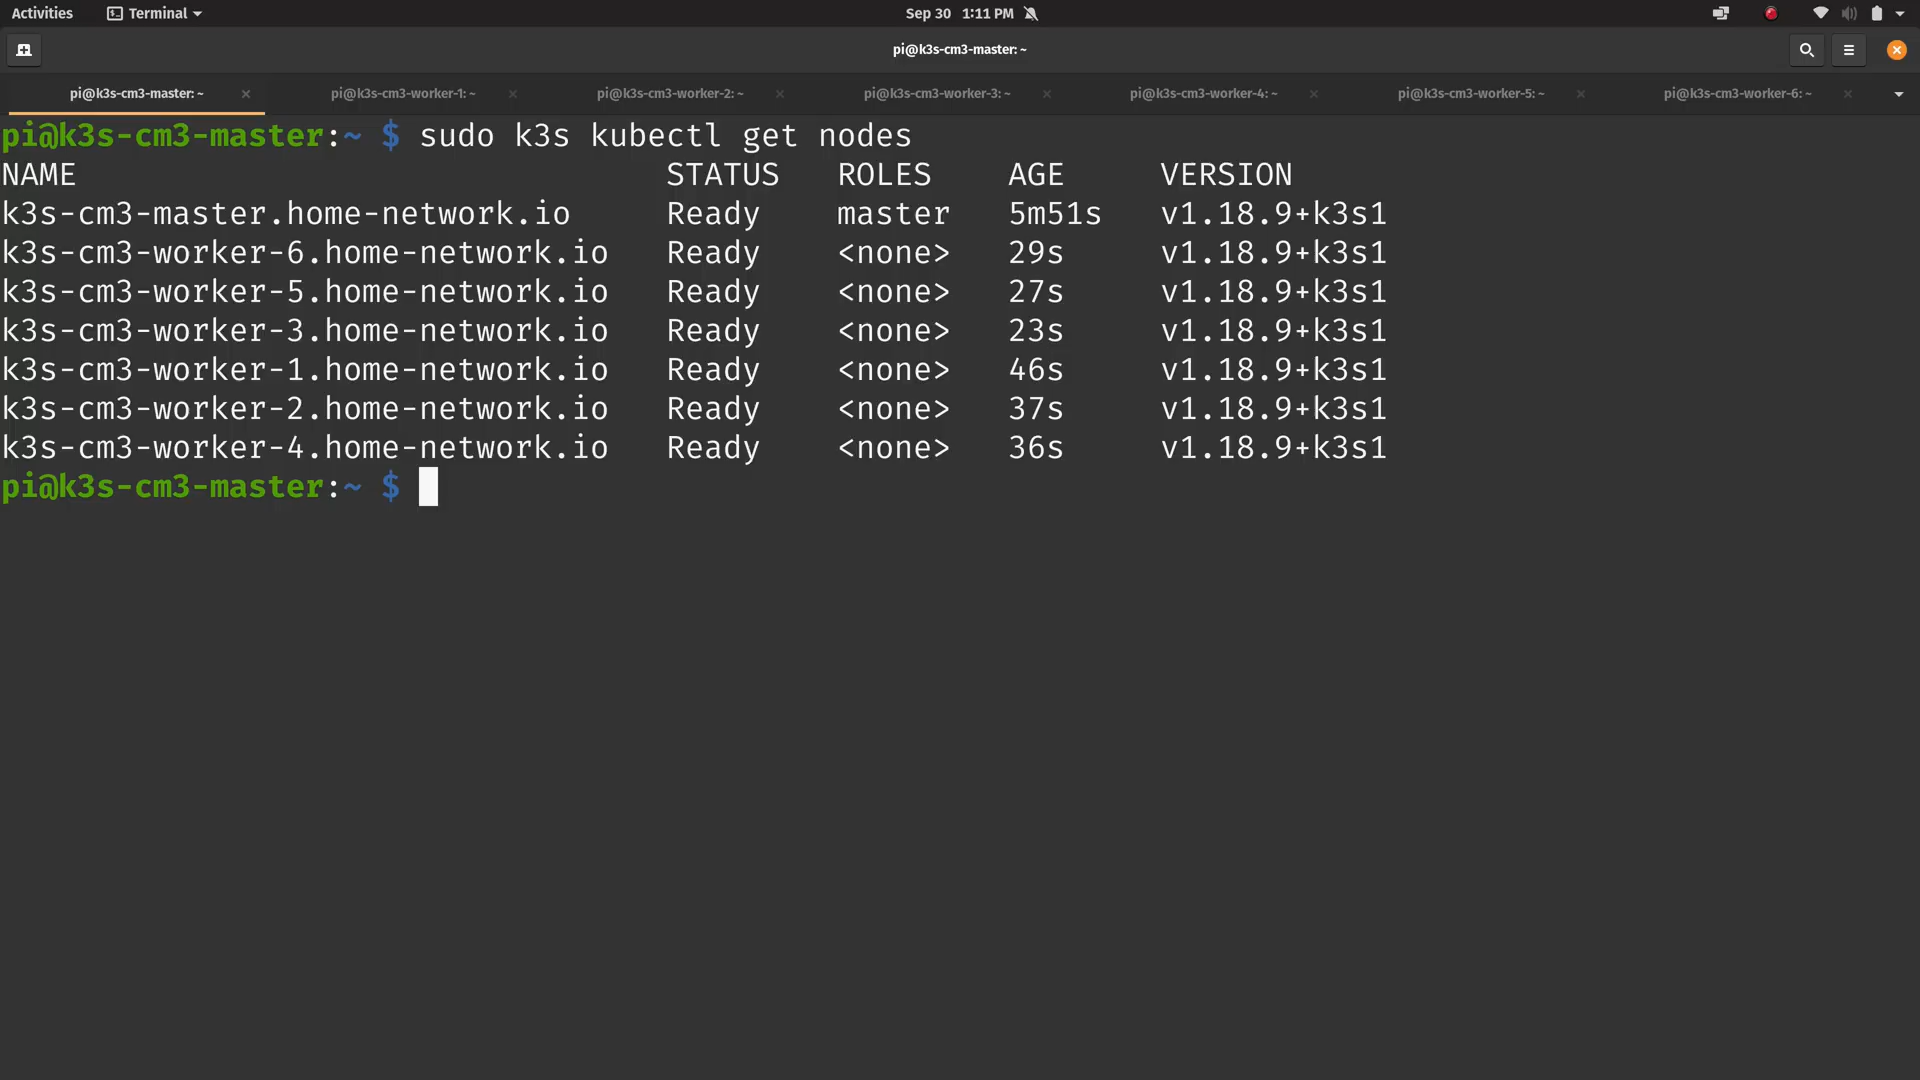 Activities Terminal Sep 30 1:11 PM
pi@k3s-cm3-master: ~
pi@k3s-cm3-master: ~ pi@k3s-cm3-worker-1: ~ pi@k3s-cm3-worker-2: ~ pi@k3s-cm3-worker-3: ~ pi@k3s-cm3-worker-4: ~ pi@k3s-cm3-worker-5: ~ pi@k3s-cm3-worker-6: ~
pi@k3s-cm3-master:~ $ sudo k3s kubectl get nodes
NAME STATUS ROLES AGE VERSION
k3s-cm3-master.home-network.io Ready master 5m51s v1.18.9+k3s1
k3s-cm3-worker-6.home-network.io Ready <none> 29s v1.18.9+k3s1
k3s-cm3-worker-5.home-network.io Ready <none> 27s v1.18.9+k3s1
k3s-cm3-worker-3.home-network.io Ready <none> 23s v1.18.9+k3s1
k3s-cm3-worker-1.home-network.io Ready <none> 46s v1.18.9+k3s1
k3s-cm3-worker-2.home-network.io Ready <none> 37s v1.18.9+k3s1
k3s-cm3-worker-4.home-network.io Ready <none> 36s v1.18.9+k3s1
pi@k3s-cm3-master:~ $